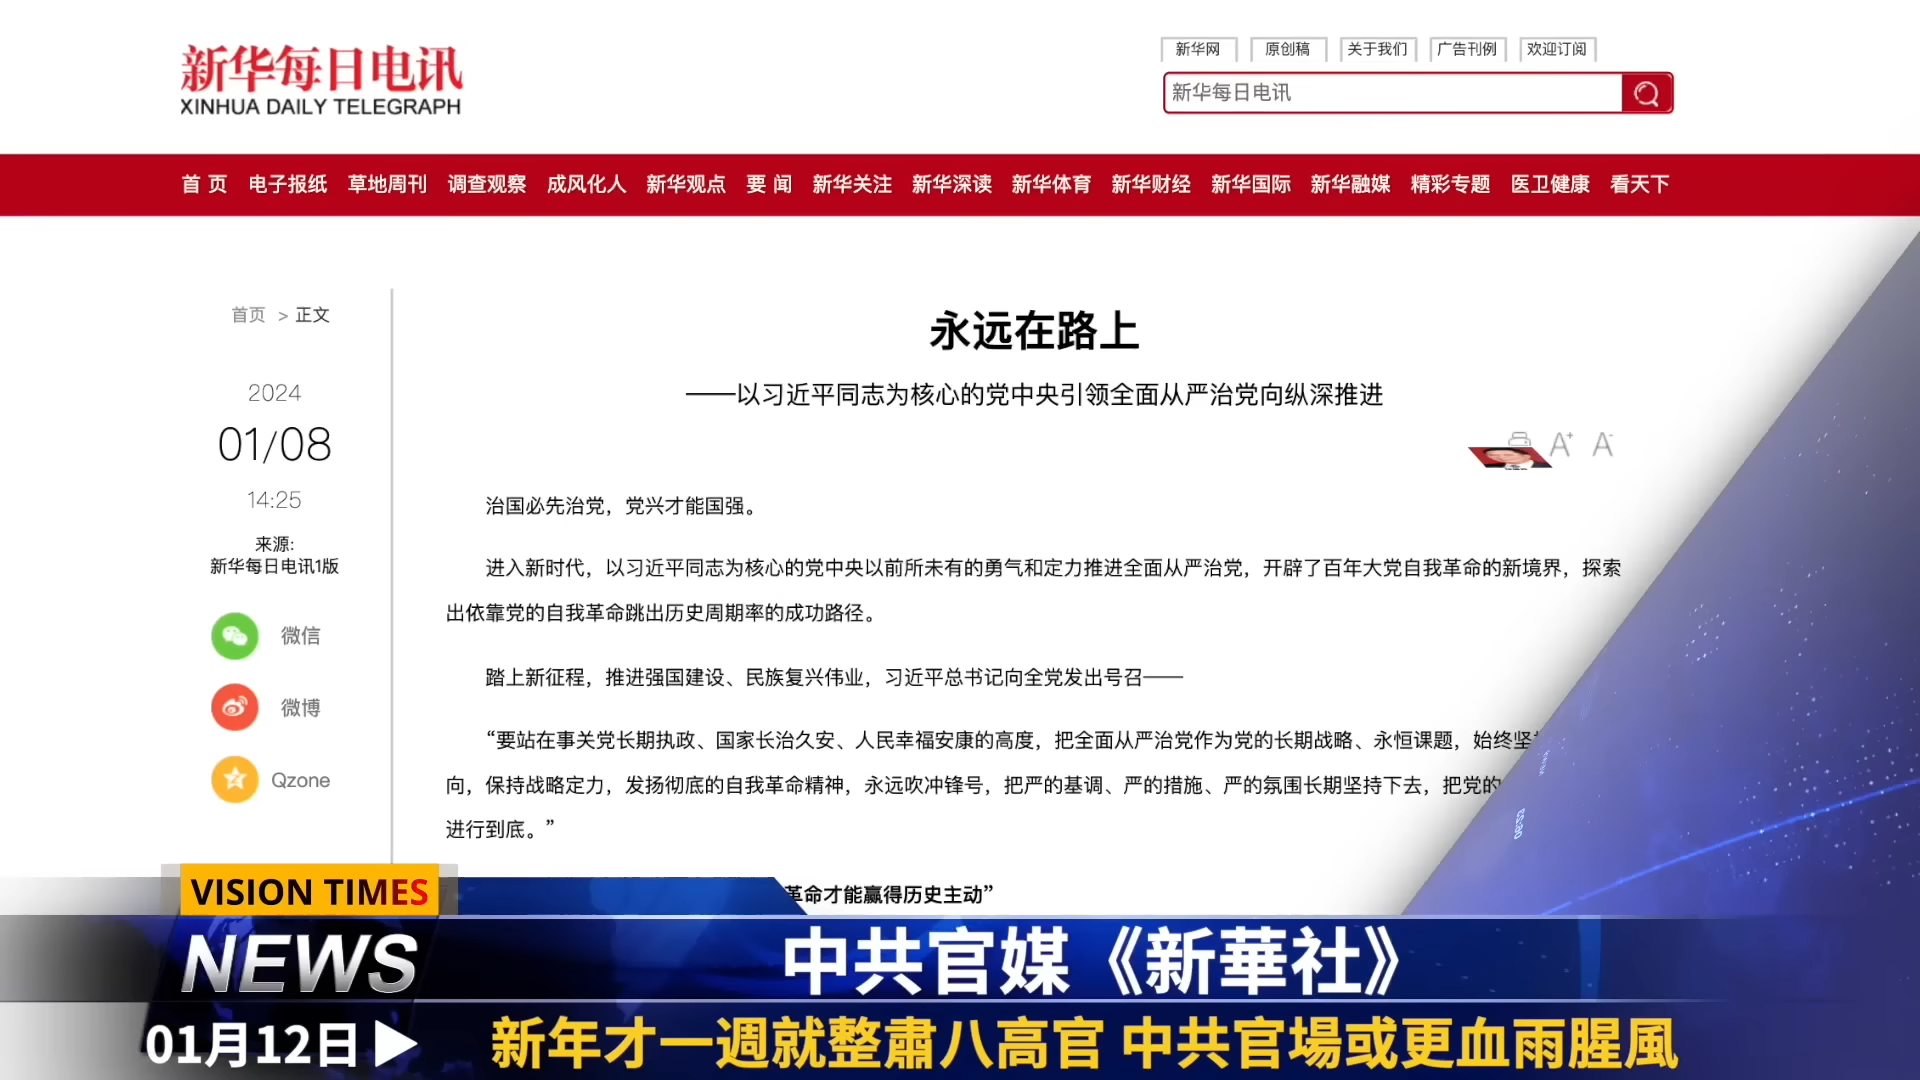 新华每日电讯
XINHUA DAILY TELEGRAPH
新华网 原创稿 关于我们 广告刊例 欢迎订阅
新华每日电讯
首 页 电子报纸 草地周刊 调查观察 成风化人 新华观点 要 闻 新华关注 新华深读 新华体育 新华财经 新华国际 新华融媒 精彩专题 医卫健康 看天下
首页 > 正文
2024
01/08
14:25
来源:
新华每日电讯1版
微信
微博
Qzone
永远在路上
——以习近平同志为核心的党中央引领全面从严治党向纵深推进
A+ A-
治国必先治党，党兴才能国强。
进入新时代，以习近平同志为核心的党中央以前所未有的勇气和定力推进全面从严治党，开辟了百年大党自我革命的新境界，探索
出依靠党的自我革命跳出历史周期率的成功路径。
踏上新征程，推进强国建设、民族复兴伟业，习近平总书记向全党发出号召——
“要站在事关党长期执政、国家长治久安、人民幸福安康的高度，把全面从严治党作为党的长期战略、永恒课题，始终坚
向，保持战略定力，发扬彻底的自我革命精神，永远吹冲锋号，把严的基调、严的措施、严的氛围长期坚持下去，把党的
进行到底。”
革命才能赢得历史主动”
VISION TIMES
NEWS
中共官媒《新華社》
01月12日
新年才一週就整肅八高官 中共官場或更血雨腥風